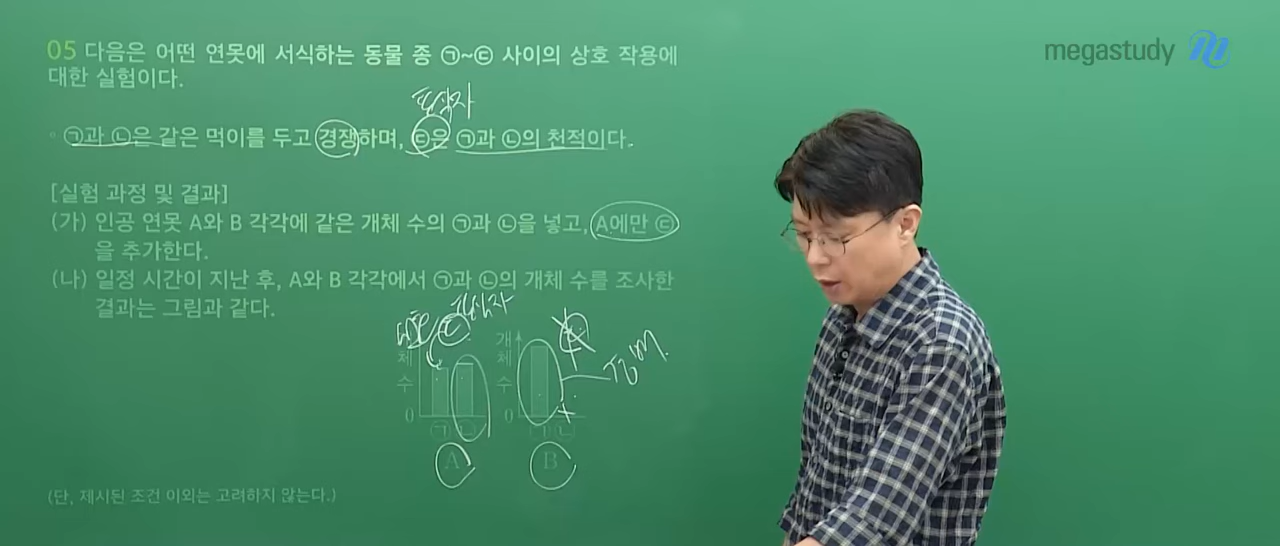 megastudy
05 다음은 어떤 연못에 서식하는 동물 종 ㉠~㉢ 사이의 상호 작용에
대한 실험이다.
포식자
◦ ㉠과 ㉡은 같은 먹이를 두고 경쟁하며, ㉢은 ㉠과 ㉡의 천적이다.
[실험 과정 및 결과]
(가) 인공 연못 A와 B 각각에 같은 개체 수의 ㉠과 ㉡을 넣고, A에만 ㉢
을 추가한다.
(나) 일정 시간이 지난 후, A와 B 각각에서 ㉠과 ㉡의 개체 수를 조사한
결과는 그림과 같다.
포식자
㉢
체
수
0
㉠ ㉡
A
개
체
수
0
㉠ ㉡
B
(단, 제시된 조건 이외는 고려하지 않는다.)